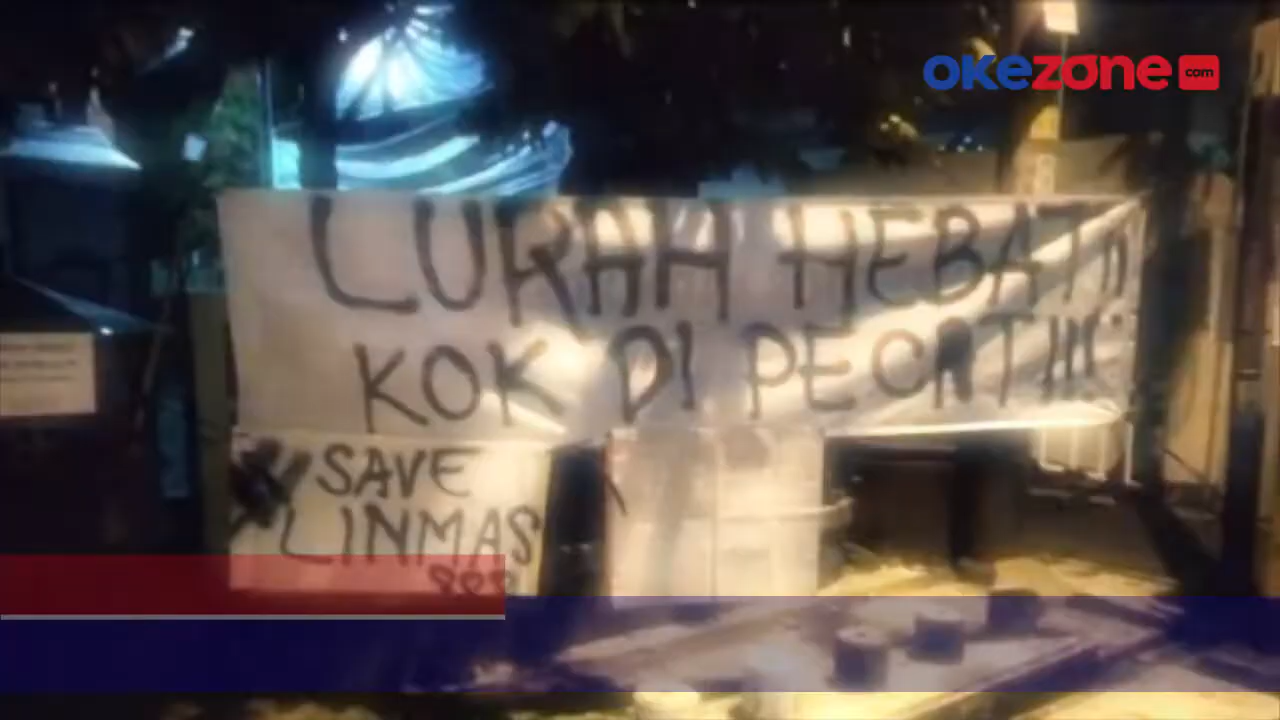 okezone com
LURAH HEBAT !!
KOK DI PECAT !!!
SAVE
LINMAS